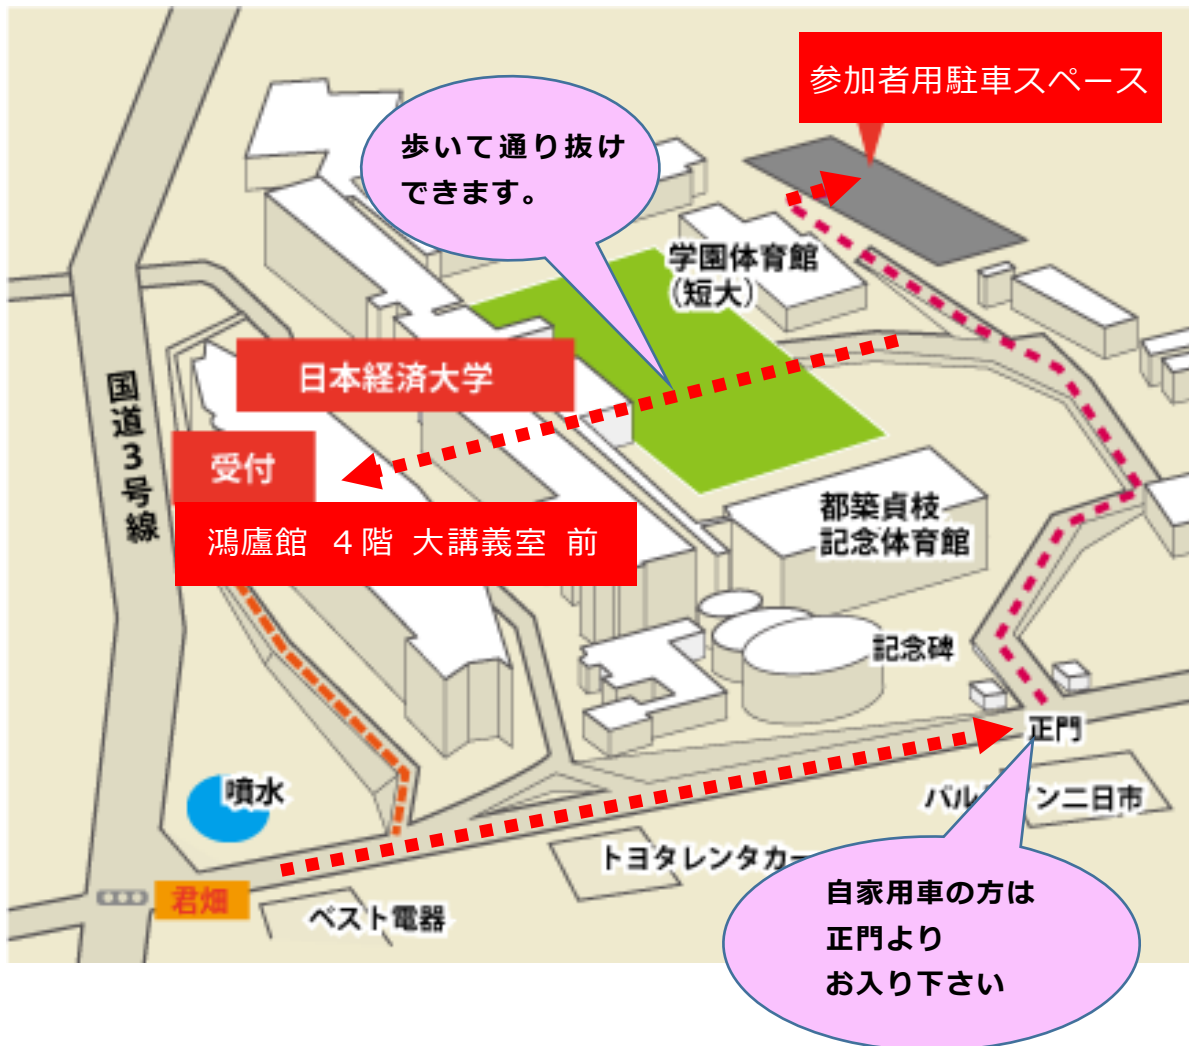 参加者用駐車スペース
歩いて通り抜け
できます。
学園体育館
(短大)
日本経済大学
国道3号線
受付
鴻臚館 4階 大講義室 前
都築貞枝
記念体育館
記念碑
正門
噴水
トヨタレンタカー
君畑
ベスト電器
ン二日市
自家用車の方は
正門より
お入り下さい